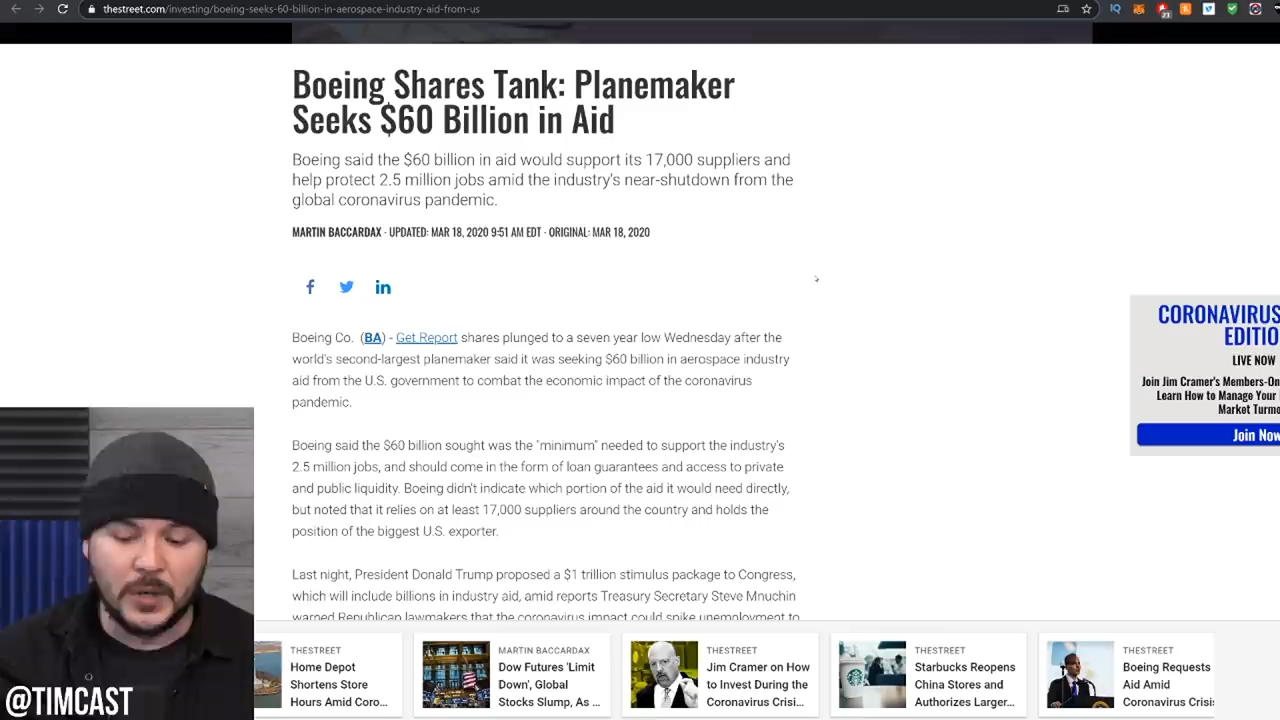 thestreet.com/investing/boeing-seeks-60-billion-in-aerospace-industry-aid-from-us
23
Boeing Shares Tank: Planemaker
Seeks $60 Billion in Aid
Boeing said the $60 billion in aid would support its 17,000 suppliers and
help protect 2.5 million jobs amid the industry's near-shutdown from the
global coronavirus pandemic.
MARTIN BACCARDAX - UPDATED: MAR 18, 2020 9:51 AM EDT - ORIGINAL: MAR 18, 2020
Boeing Co. (BA) - Get Report shares plunged to a seven year low Wednesday after the
world's second-largest planemaker said it was seeking $60 billion in aerospace industry
aid from the U.S. government to combat the economic impact of the coronavirus
pandemic.
Boeing said the $60 billion sought was the "minimum" needed to support the industry's
2.5 million jobs, and should come in the form of loan guarantees and access to private
and public liquidity. Boeing didn't indicate which portion of the aid it would need directly,
but noted that it relies on at least 17,000 suppliers around the country and holds the
position of the biggest U.S. exporter.
Last night, President Donald Trump proposed a $1 trillion stimulus package to Congress,
which will include billions in industry aid, amid reports Treasury Secretary Steve Mnuchin
warned Republican lawmakers that the coronavirus impact could spike unemployment to
CORONAVIRUS
EDITIO
LIVE NOW
Join Jim Cramer's Members-On
Learn How to Manage Your
Market Turmo
Join Now
THESTREET
Home Depot
Shortens Store
Hours Amid Coro...
MARTIN BACCARDAX
Dow Futures 'Limit
Down', Global
Stocks Slump, As ...
THESTREET
Jim Cramer on How
to Invest During the
Coronavirus Crisi...
THESTREET
Starbucks Reopens
China Stores and
Authorizes Larger...
THESTREET
Boeing Requests
Aid Amid
Coronavirus Crisi
@TIMCAST